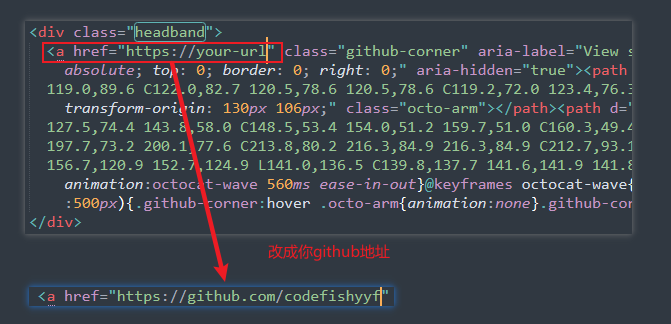 <div class="headband">
<a href="https://your-url" class="github-corner" aria-label="View s
absolute; top: 0; border: 0; right: 0;" aria-hidden="true"><path
119.0,89.6 C122.0,82.7 120.5,78.6 120.5,78.6 C119.2,72.0 123.4,76.3
transform-origin: 130px 106px;" class="octo-arm"></path><path d="
127.5,74.4 143.8,58.0 C148.5,53.4 154.0,51.2 159.7,51.0 C160.3,49.4
197.7,73.2 200.1,77.6 C213.8,80.2 216.3,84.9 216.3,84.9 C212.7,93.1
156.7,120.9 152.7,124.9 L141.0,136.5 C139.8,137.7 141.6,141.9 141.8
animation:octocat-wave 560ms ease-in-out}@keyframes octocat-wave{
:500px){.github-corner:hover .octo-arm{animation:none}.github-cor
</div>
改成你github地址
<a href="https://github.com/codefishyyf"